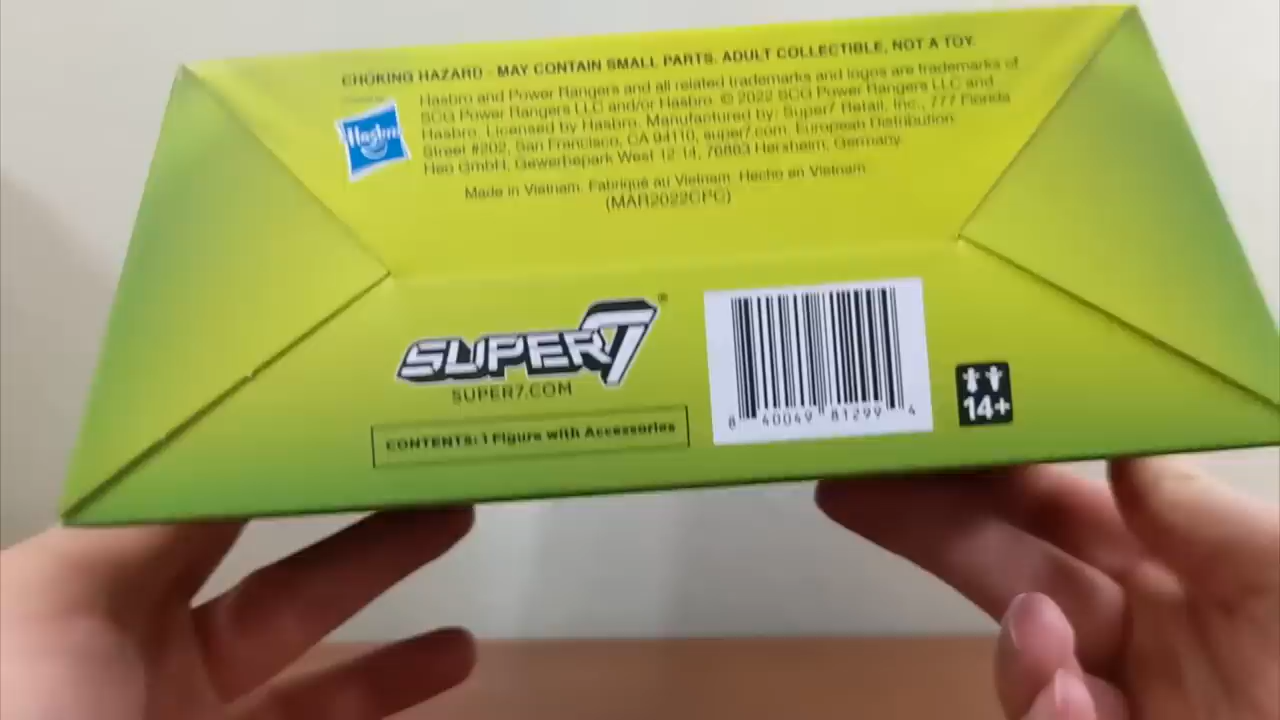 CHOKING HAZARD - MAY CONTAIN SMALL PARTS. ADULT COLLECTIBLE, NOT A TOY.
Hasbro
Hasbro and Power Rangers and all related trademarks and logos are trademarks of
SCG Power Rangers LLC and/or Hasbro. © 2022 SCG Power Rangers LLC and
Hasbro. Licensed by Hasbro. Manufactured by: Super7 Retail, Inc., 777 Florida
Street #202, San Francisco, CA 94110, super7.com. European Distribution
Heo GmbH, Gewerbepark West 12-14, 76863 Herxheim, Germany
Made in Vietnam. Fabriqué au Vietnam. Hecho en Vietnam
(MAR2022CPC)
SUPER7®
SUPER7.COM
CONTENTS: 1 Figure with Accessories
8 40049 81299 4
14+